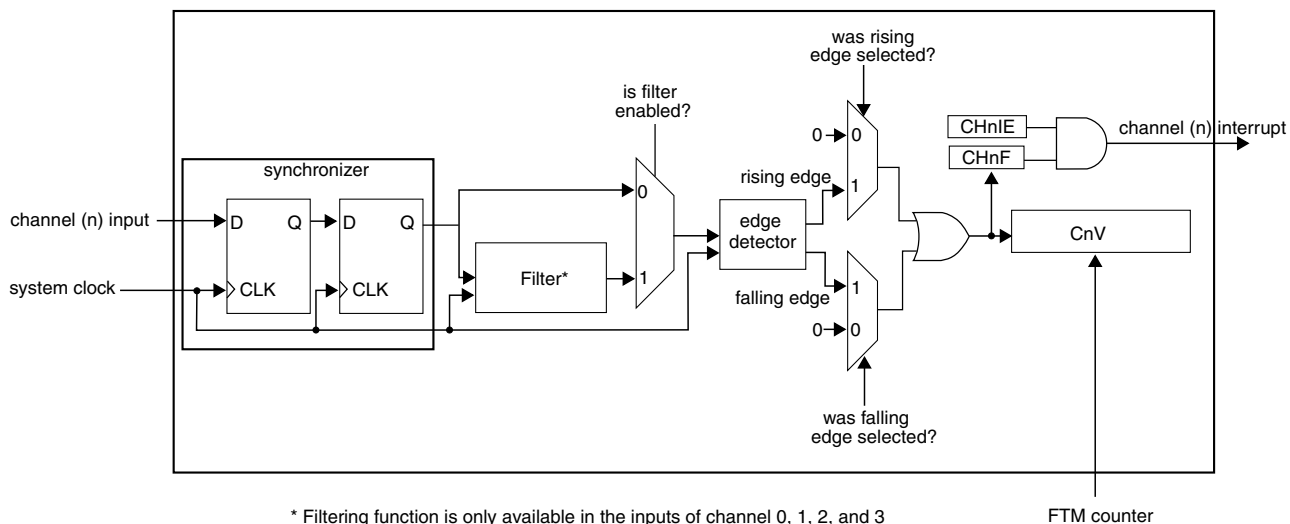 was rising
edge selected?
is filter
enabled?
CHnIE
channel (n) interrupt
0
0
CHnF
synchronizer
rising edge
1
0
channel (n) input
D
Q
D
Q
edge
detector
CnV
Filter*
1
system clock
CLK
CLK
falling edge
1
0
0
was falling
edge selected?
* Filtering function is only available in the inputs of channel 0, 1, 2, and 3
FTM counter